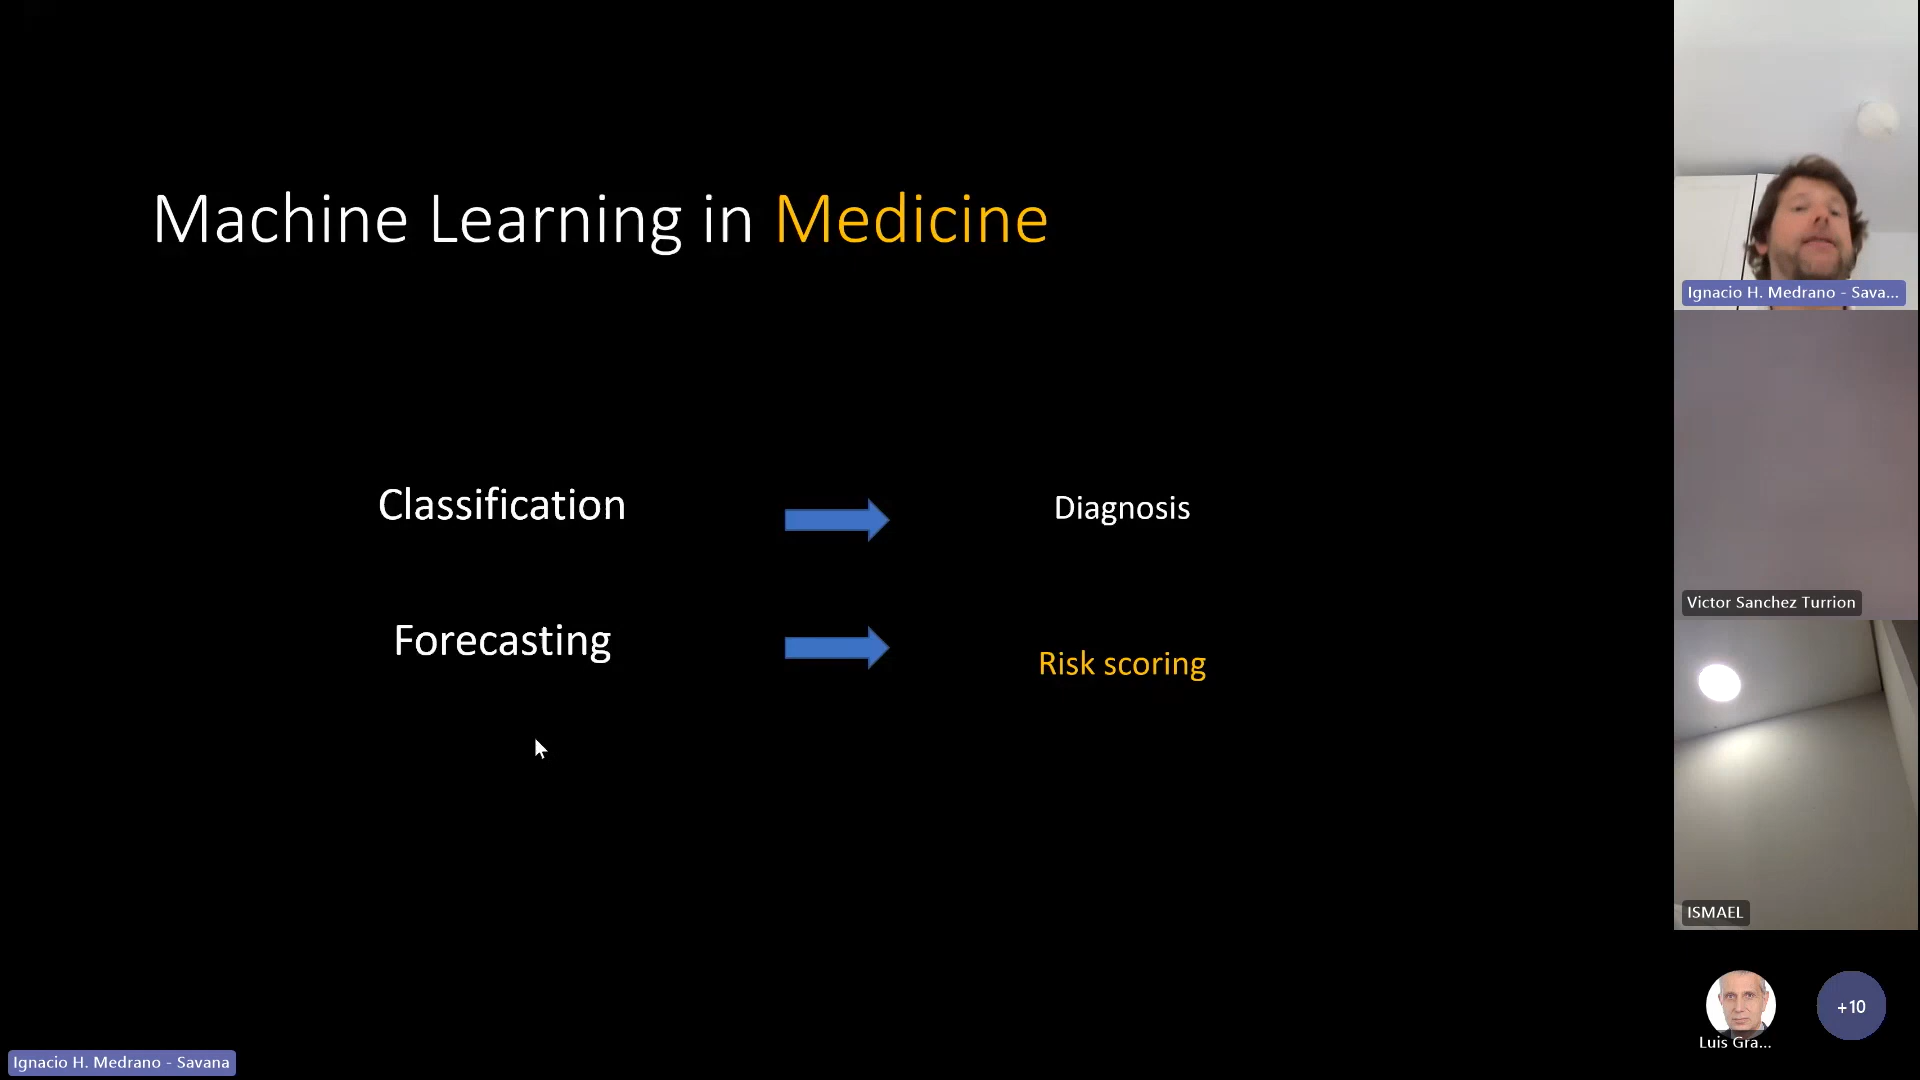 Machine Learning in Medicine
Classification
Diagnosis
Forecasting
Risk scoring
Ignacio H. Medrano - Sava...
Victor Sanchez Turrion
ISMAEL
Luis Gra...
+10
Ignacio H. Medrano - Savana